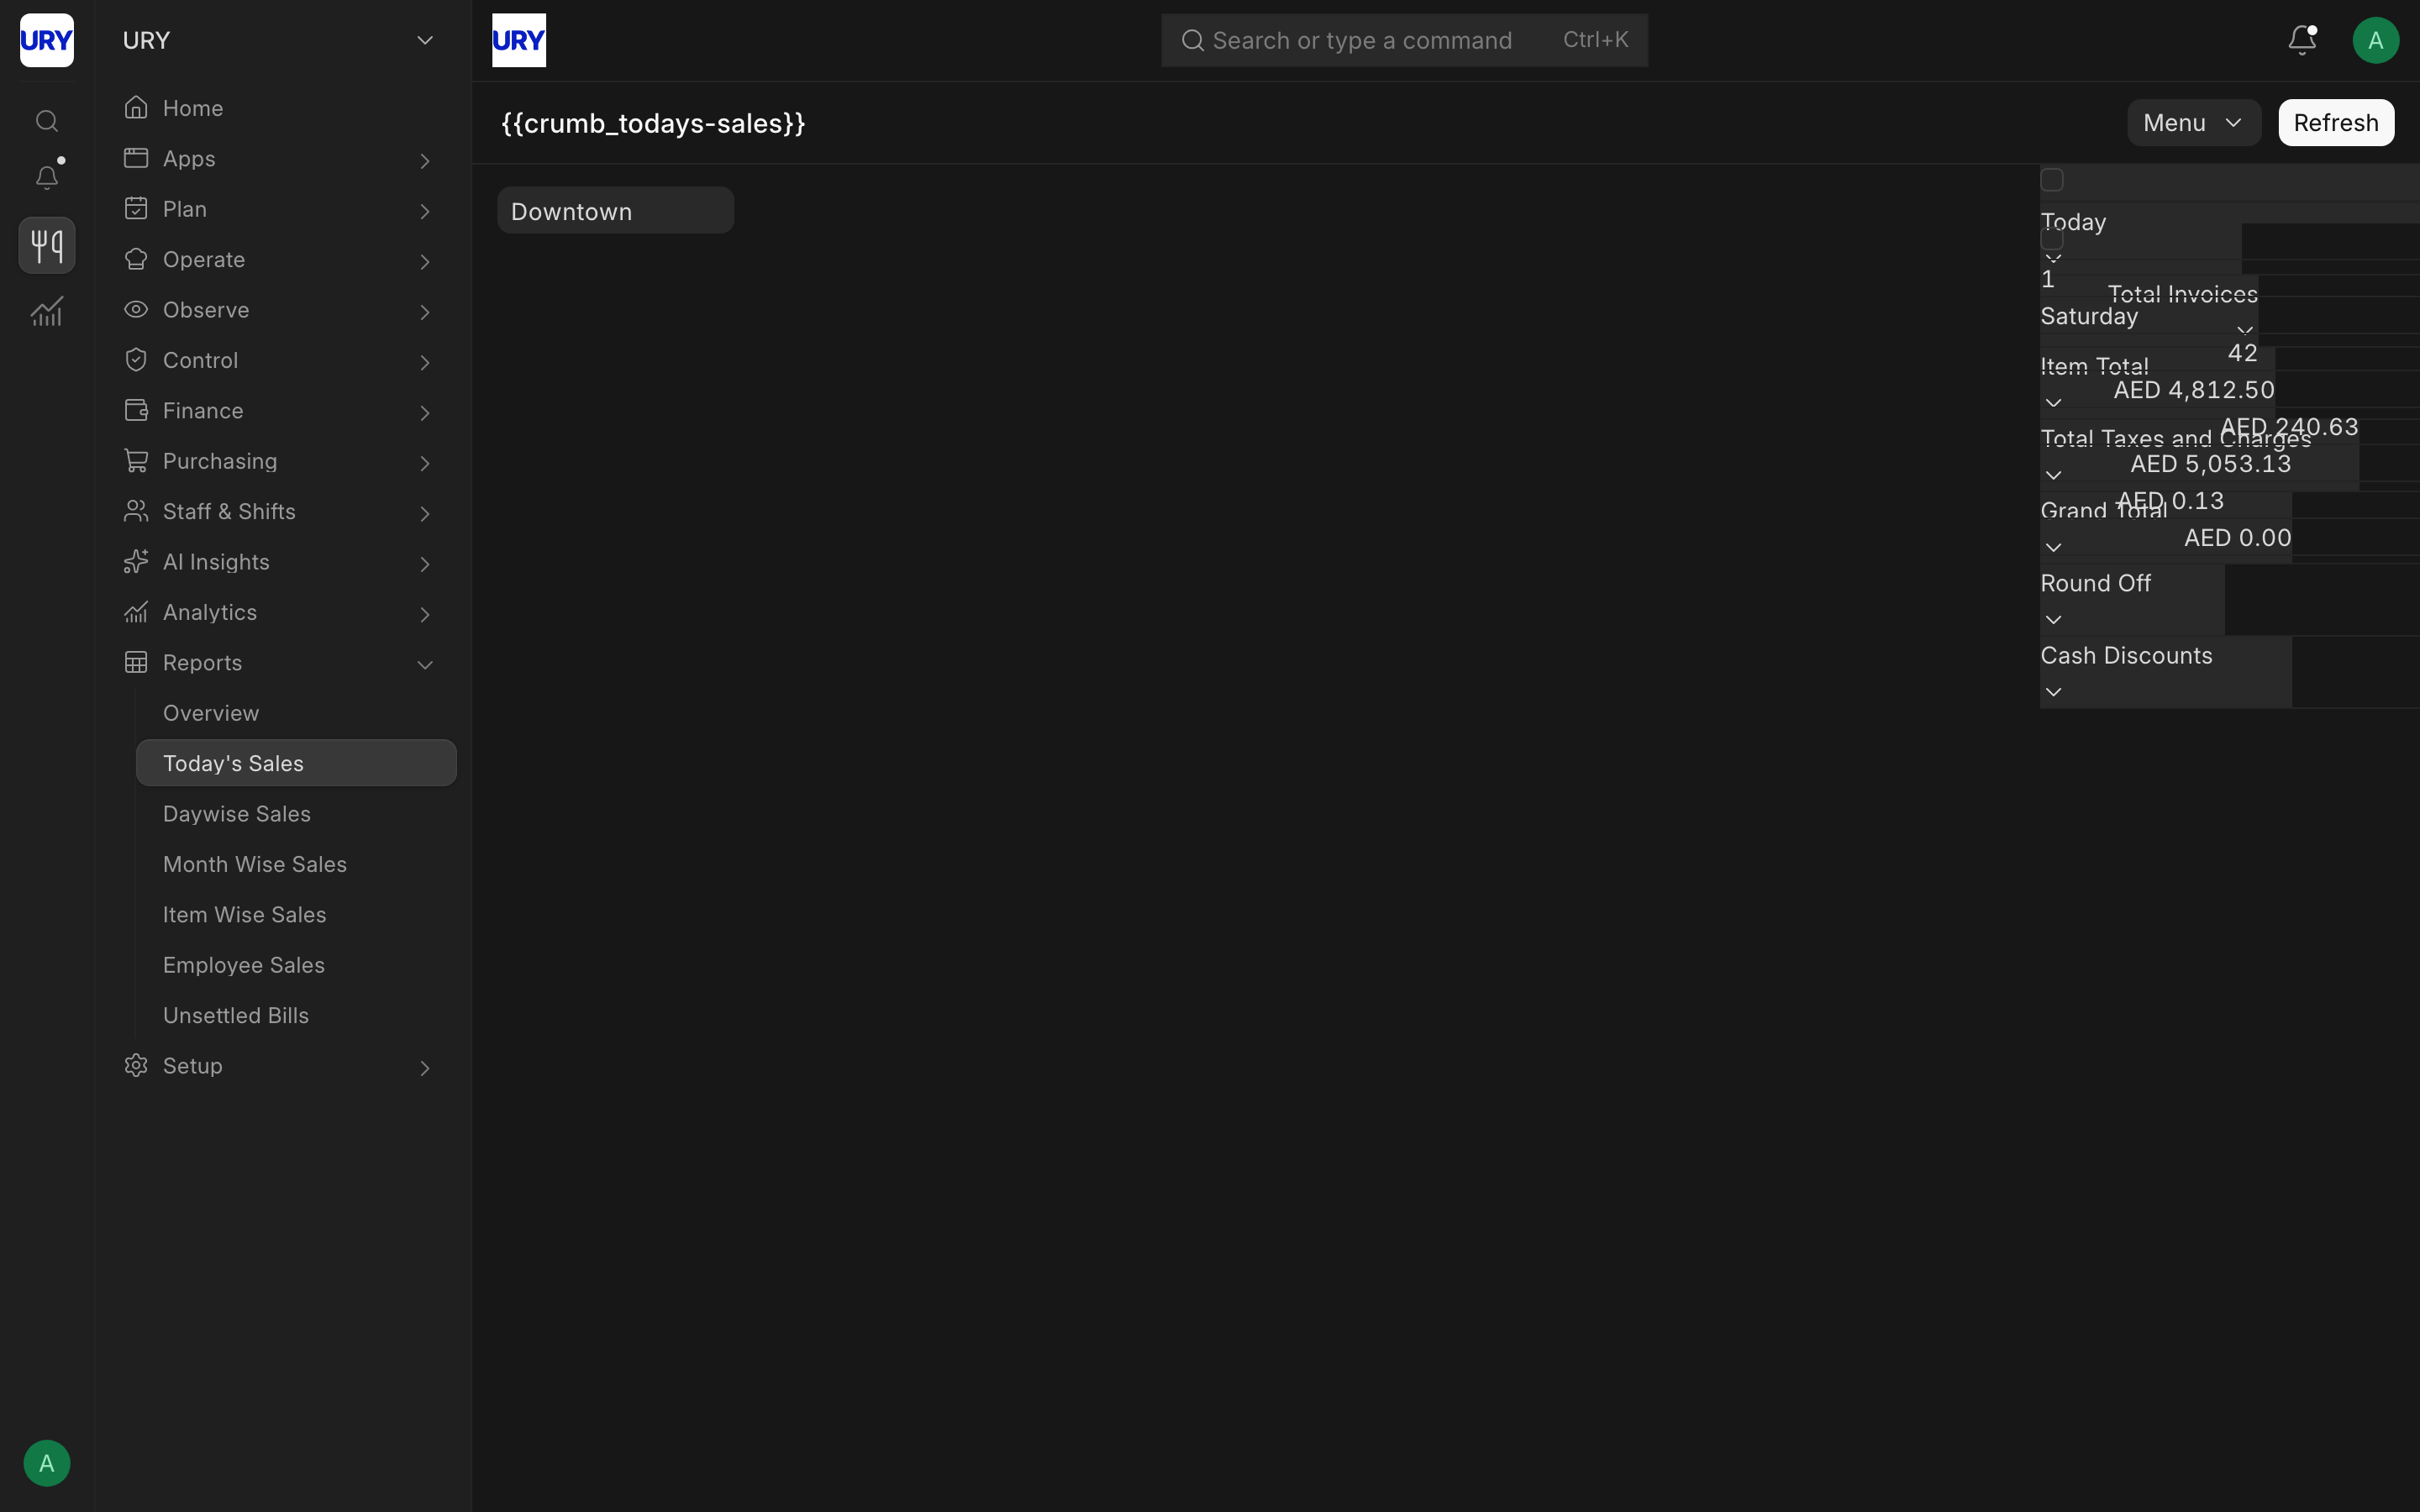 URY
URY
URY
Search or type a command
Ctrl+K
A
Home
Apps
Plan
Operate
Observe
Control
Finance
Purchasing
Staff & Shifts
AI Insights
Analytics
Reports
Overview
Today's Sales
Daywise Sales
Month Wise Sales
Item Wise Sales
Employee Sales
Unsettled Bills
Setup
A
{{crumb_todays-sales}}
Menu
Refresh
Downtown
Today
1
Total Invoices
Saturday
42
Item Total
AED 4,812.50
AED 240.63
Total Taxes and Charges
AED 5,053.13
AED 0.13
Grand Total
AED 0.00
Round Off
Cash Discounts